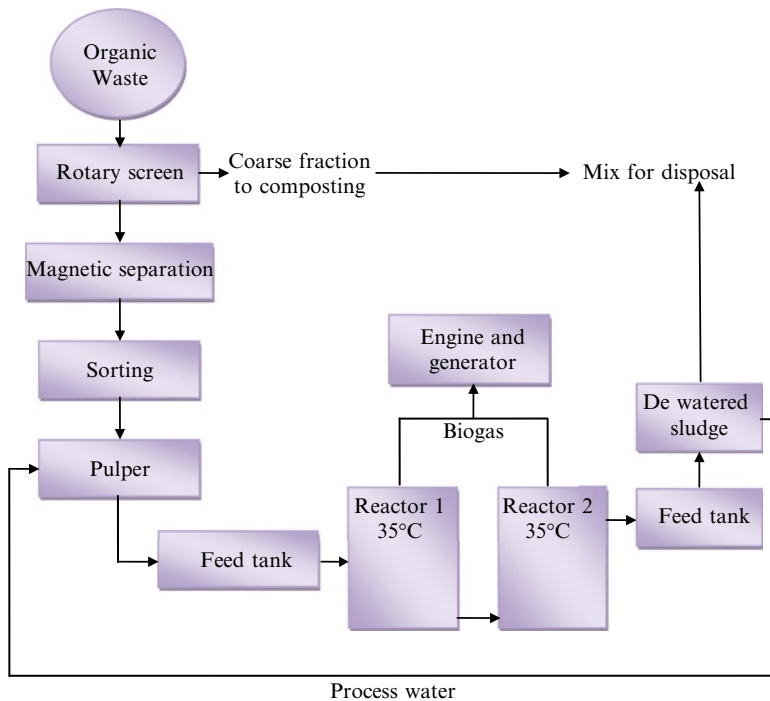 Organic
Waste
Rotary screen
Coarse fraction
to composting
Mix for disposal
Magnetic separation
Sorting
Engine and
generator
De watered
sludge
Biogas
Pulper
Reactor 1
35°C
Reactor 2
35°C
Feed tank
Feed tank
Process water